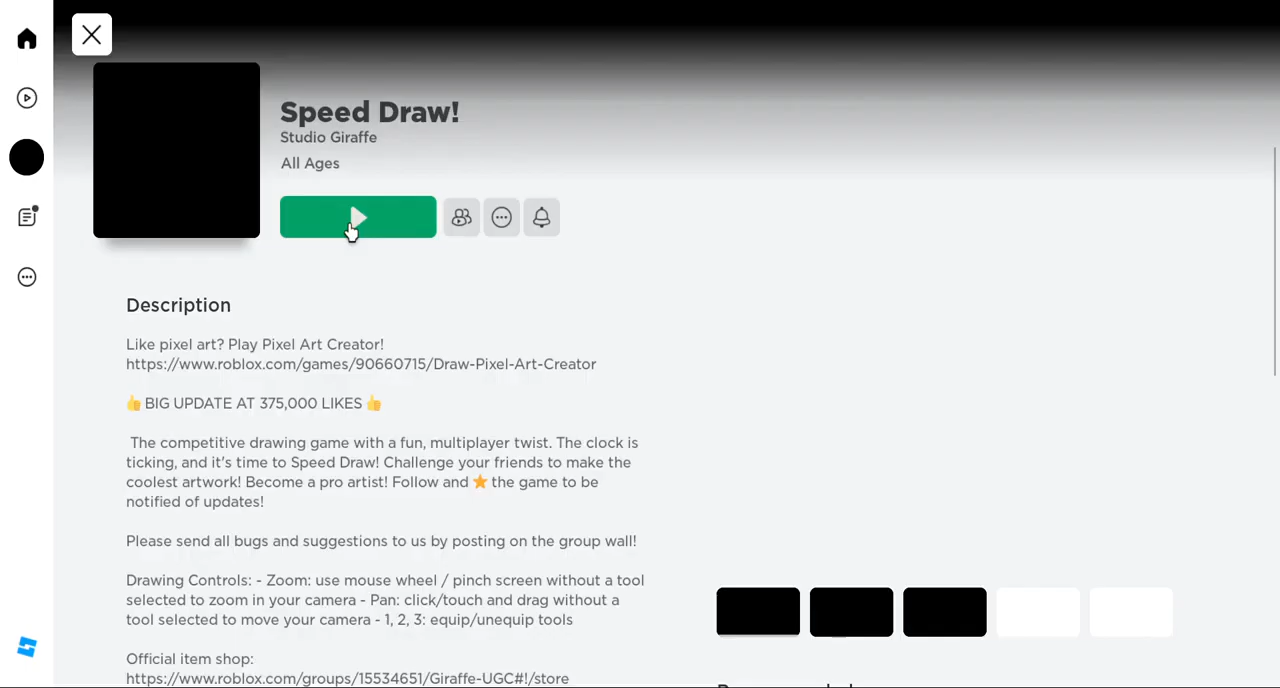 Speed Draw!
Studio Giraffe
All Ages
Description
Like pixel art? Play Pixel Art Creator!
https://www.roblox.com/games/90660715/Draw-Pixel-Art-Creator
👍 BIG UPDATE AT 375,000 LIKES 👍
The competitive drawing game with a fun, multiplayer twist. The clock is
ticking, and it's time to Speed Draw! Challenge your friends to make the
coolest artwork! Become a pro artist! Follow and ⭐ the game to be
notified of updates!
Please send all bugs and suggestions to us by posting on the group wall!
Drawing Controls: - Zoom: use mouse wheel / pinch screen without a tool
selected to zoom in your camera - Pan: click/touch and drag without a
tool selected to move your camera - 1, 2, 3: equip/unequip tools
Official item shop:
https://www.roblox.com/groups/15534651/Giraffe-UGC#!/store